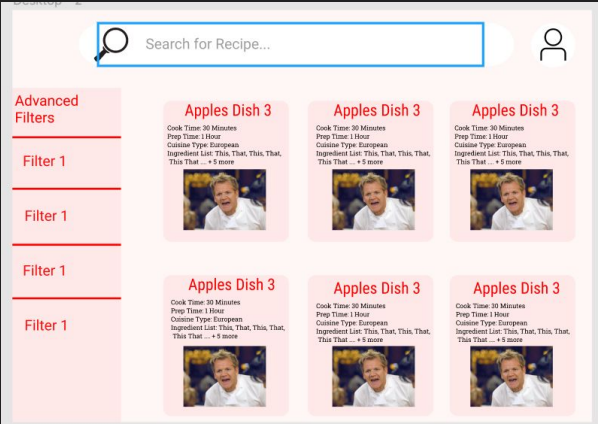 Desktop - 2
Search for Recipe...
Advanced
Filters
Filter 1
Filter 1
Filter 1
Filter 1
Apples Dish 3
Cook Time: 30 Minutes
Prep Time: 1 Hour
Cuisine Type: European
Ingredient List: This, That, This, That,
This That ... + 5 more
Apples Dish 3
Cook Time: 30 Minutes
Prep Time: 1 Hour
Cuisine Type: European
Ingredient List: This, That, This, That,
This That ... + 5 more
Apples Dish 3
Cook Time: 30 Minutes
Prep Time: 1 Hour
Cuisine Type: European
Ingredient List: This, That, This, That,
This That ... + 5 more
Apples Dish 3
Cook Time: 30 Minutes
Prep Time: 1 Hour
Cuisine Type: European
Ingredient List: This, That, This, That,
This That ... + 5 more
Apples Dish 3
Cook Time: 30 Minutes
Prep Time: 1 Hour
Cuisine Type: European
Ingredient List: This, That, This, That,
This That ... + 5 more
Apples Dish 3
Cook Time: 30 Minutes
Prep Time: 1 Hour
Cuisine Type: European
Ingredient List: This, That, This, That,
This That ... + 5 more